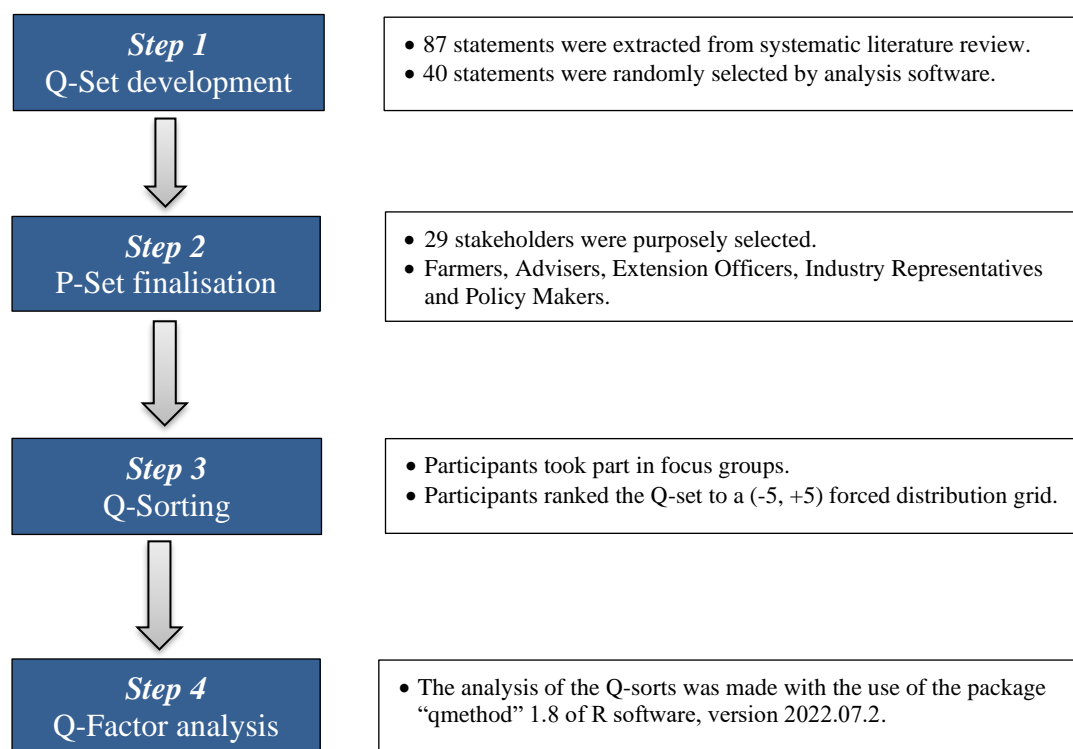 Step 1
Q-Set development
• 87 statements were extracted from systematic literature review.
• 40 statements were randomly selected by analysis software.
Step 2
P-Set finalisation
• 29 stakeholders were purposely selected.
• Farmers, Advisers, Extension Officers, Industry Representatives
and Policy Makers.
Step 3
Q-Sorting
• Participants took part in focus groups.
• Participants ranked the Q-set to a (-5, +5) forced distribution grid.
Step 4
Q-Factor analysis
• The analysis of the Q-sorts was made with the use of the package
“qmethod” 1.8 of R software, version 2022.07.2.